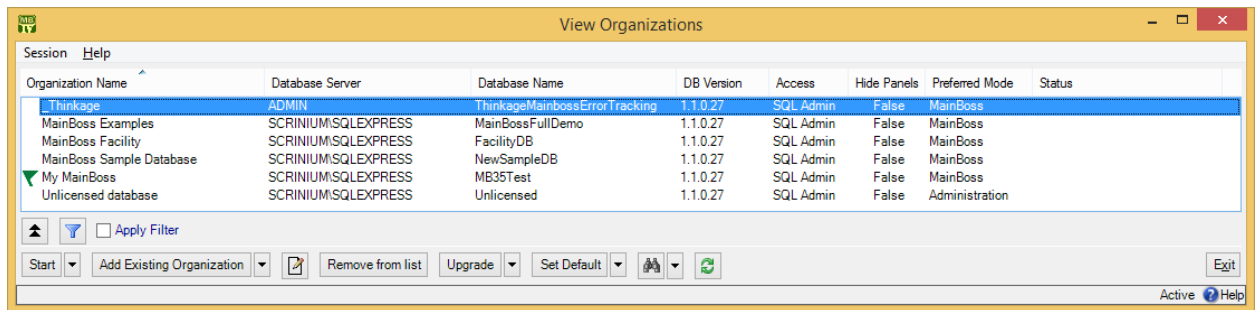 MB
View Organizations
Session Help
Organization Name Database Server Database Name DB Version Access Hide Panels Preferred Mode Status
_Thinkage ADMIN ThinkageMainbossErrorTracking 1.1.0.27 SQL Admin False MainBoss
MainBoss Examples SCRINIUM\SQLEXPRESS MainBossFullDemo 1.1.0.27 SQL Admin False MainBoss
MainBoss Facility SCRINIUM\SQLEXPRESS FacilityDB 1.1.0.27 SQL Admin False MainBoss
MainBoss Sample Database SCRINIUM\SQLEXPRESS NewSampleDB 1.1.0.27 SQL Admin False MainBoss
My MainBoss SCRINIUM\SQLEXPRESS MB35Test 1.1.0.27 SQL Admin False MainBoss
Unlicensed database SCRINIUM\SQLEXPRESS Unlicensed 1.1.0.27 SQL Admin False Administration
Apply Filter
Start Add Existing Organization Remove from list Upgrade Set Default Exit
Active Help